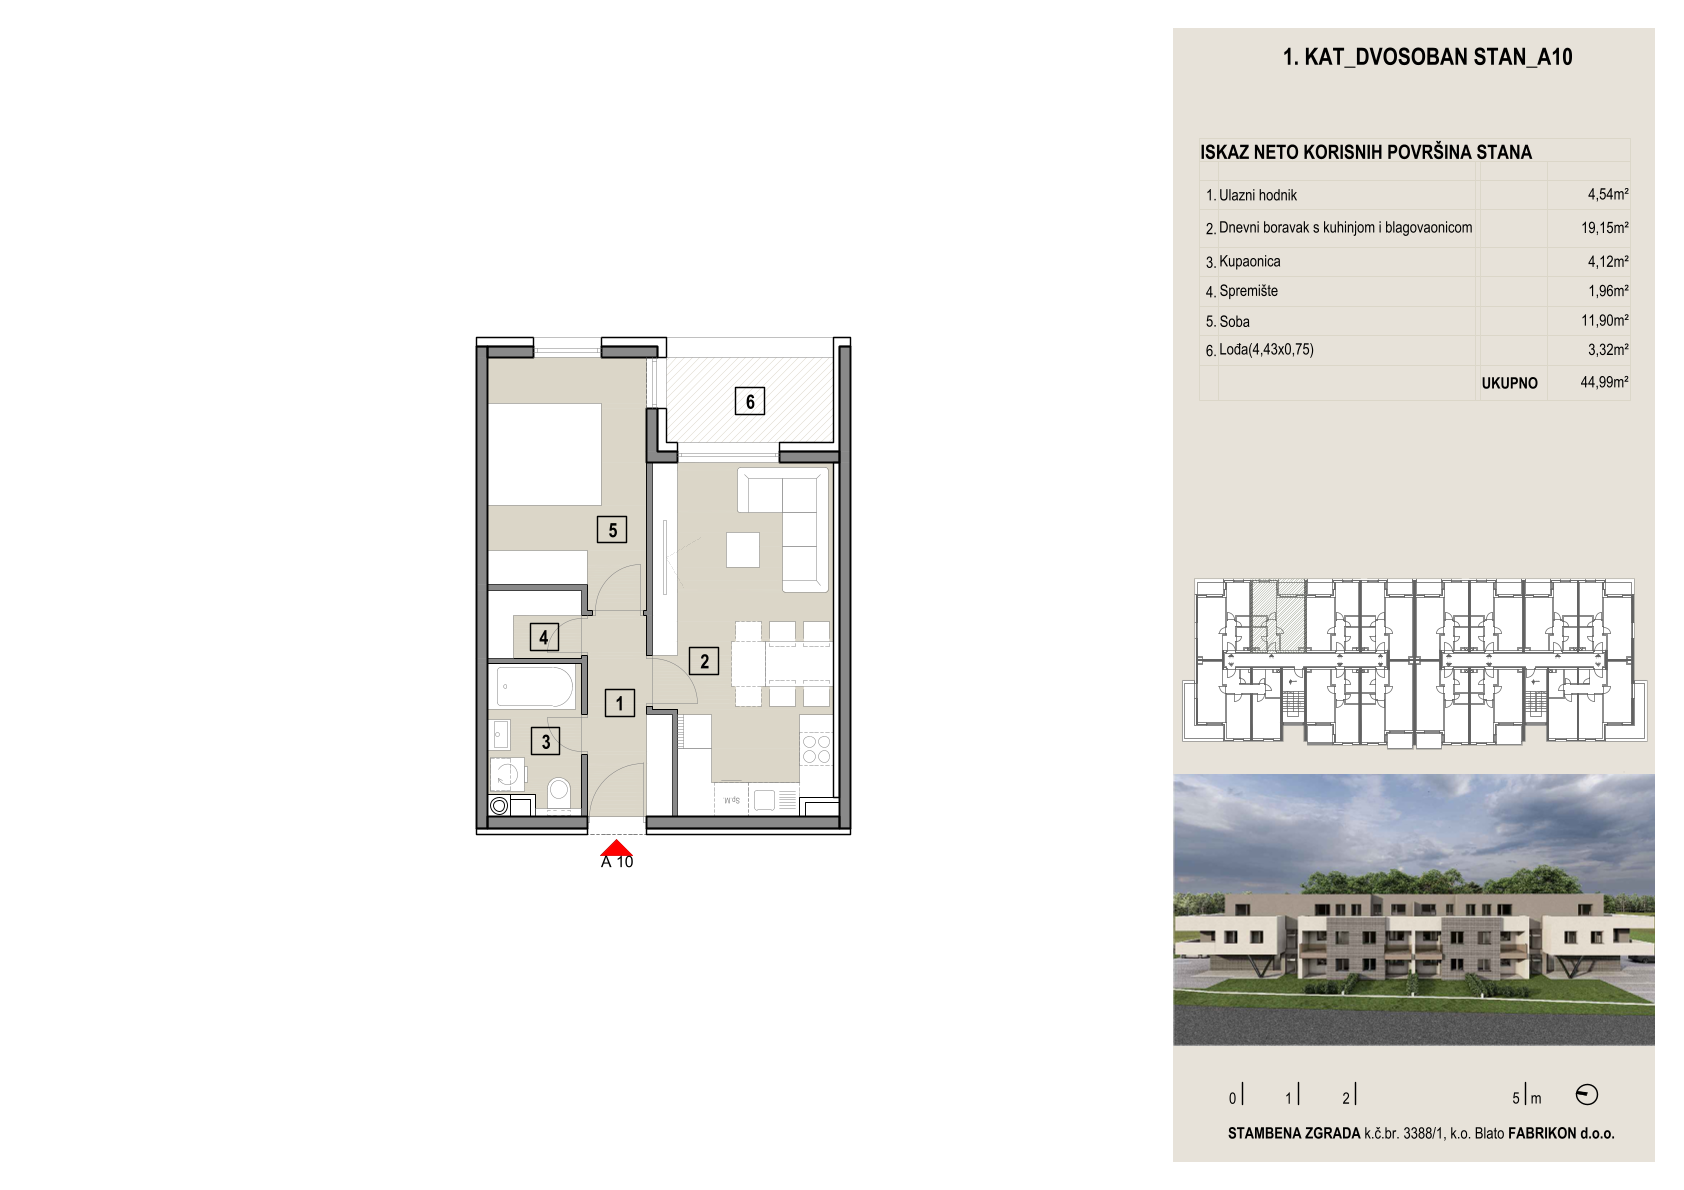 1. KAT_DVOSOBAN STAN_A10
ISKAZ NETO KORISNIH POVRŠINA STANA
1. Ulazni hodnik 4,54m²
2. Dnevni boravak s kuhinjom i blagovaonicom 19,15m²
3. Kupaonica 4,12m²
4. Spremište 1,96m²
5. Soba 11,90m²
6. Lođa(4,43x0,75) 3,32m²
UKUPNO 44,99m²
6
5
4
2
1
3
Sp.M.
A 10
0 1 2 5 m
STAMBENA ZGRADA k.č.br. 3388/1, k.o. Blato FABRIKON d.o.o.